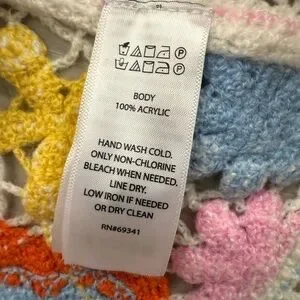 BODY
100% ACRYLIC
HAND WASH COLD.
ONLY NON-CHLORINE
BLEACH WHEN NEEDED.
LINE DRY.
LOW IRON IF NEEDED
OR DRY CLEAN
RN#69341